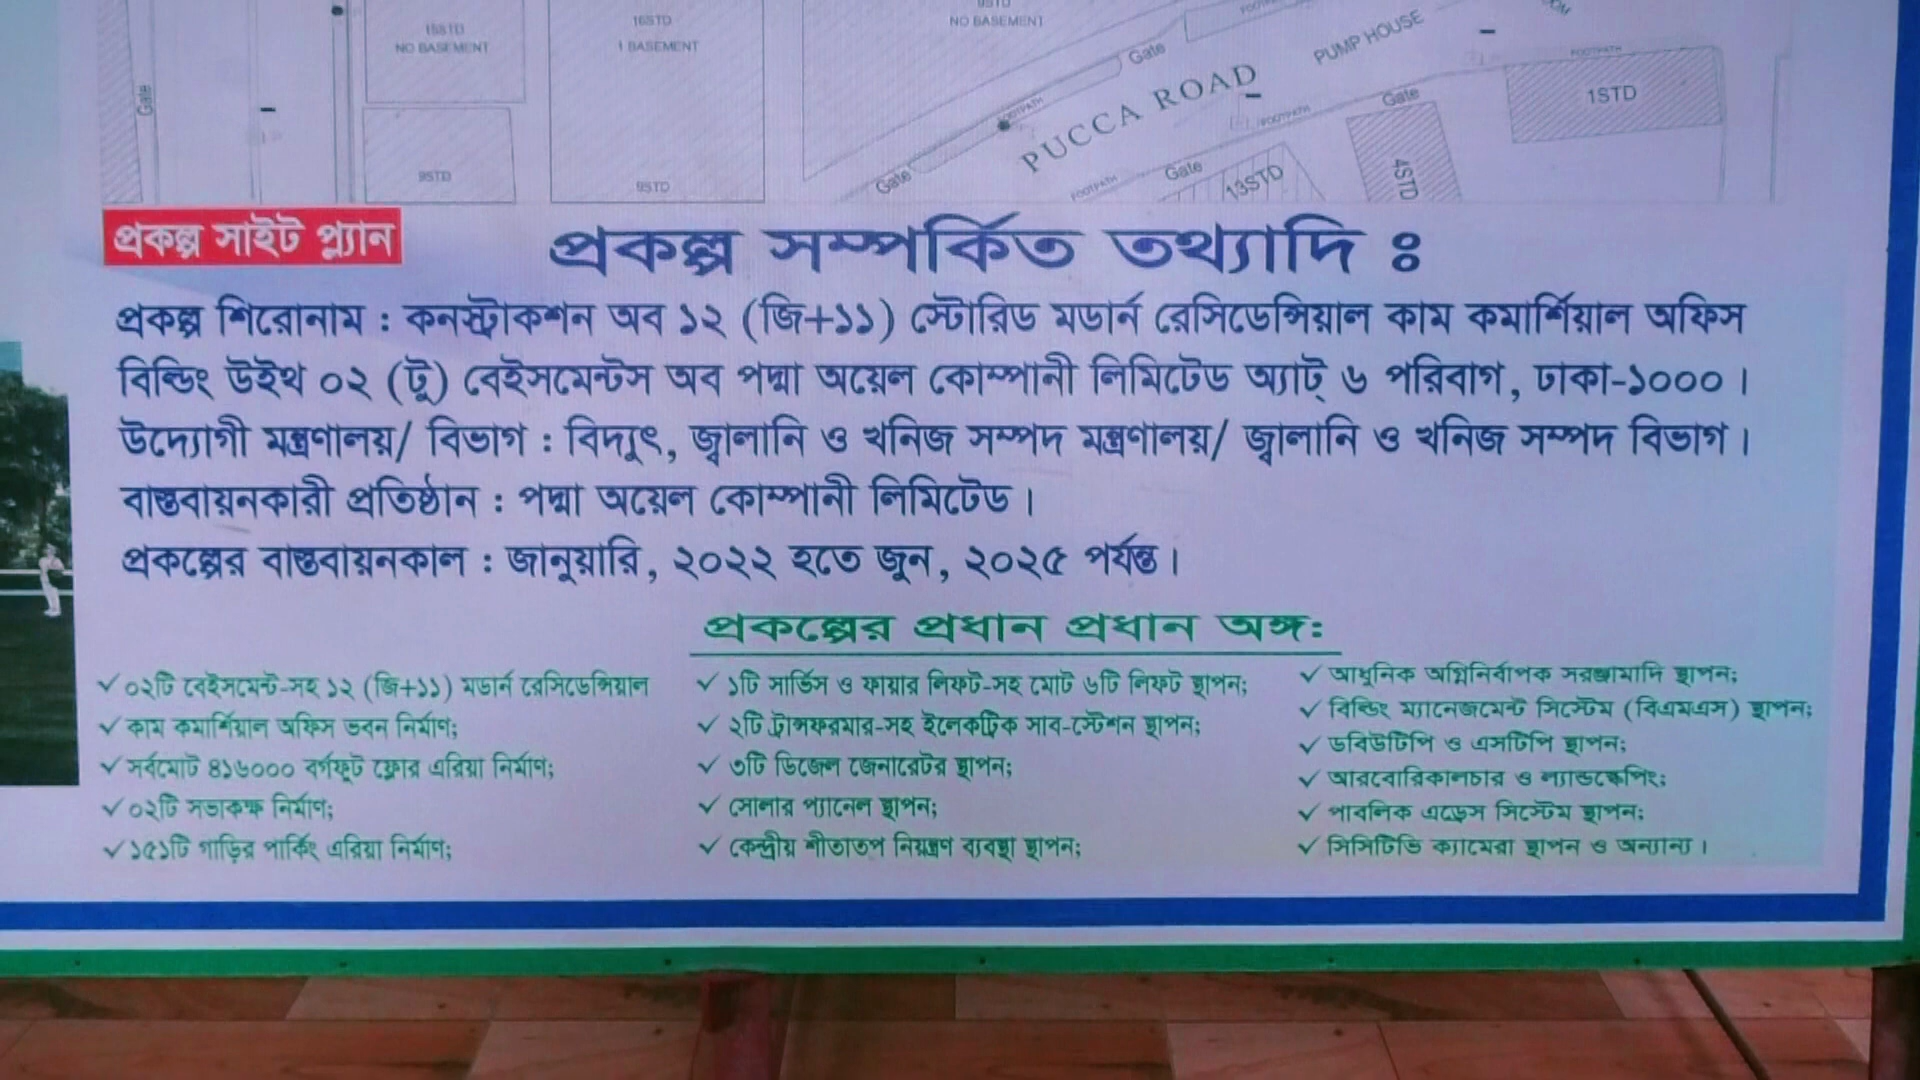 9STD
16STD
16STD
NO BASEMENT
NO BASEMENT
1 BASEMENT
Gate
PUMP HOUSE
FOOTPATH
Gate
PUCCA ROAD
FOOTPATH
FOOTPATH
Gate
1STD
9STD
9STD
Gate
FOOTPATH
Gate
13STD
4STD
প্রকল্প সাইট প্ল্যান
প্রকল্প সম্পর্কিত তথ্যাদি ঃ
প্রকল্প শিরোনাম : কনস্ট্রাকশন অব ১২ (জি+১১) স্টোরিড মডার্ন রেসিডেন্সিয়াল কাম কমার্শিয়াল অফিস
বিল্ডিং উইথ ০২ (টু) বেইসমেন্টস অব পদ্মা অয়েল কোম্পানী লিমিটেড অ্যাট্ ৬ পরিবাগ, ঢাকা-১০০০।
উদ্যোগী মন্ত্রণালয়/ বিভাগ : বিদ্যুৎ, জ্বালানি ও খনিজ সম্পদ মন্ত্রণালয়/ জ্বালানি ও খনিজ সম্পদ বিভাগ।
বাস্তবায়নকারী প্রতিষ্ঠান : পদ্মা অয়েল কোম্পানী লিমিটেড।
প্রকল্পের বাস্তবায়নকাল : জানুয়ারি, ২০২২ হতে জুন, ২০২৫ পর্যন্ত।
প্রকল্পের প্রধান প্রধান অঙ্গ:
✓ ০২টি বেইসমেন্ট-সহ ১২ (জি+১১) মডার্ন রেসিডেন্সিয়াল
✓ কাম কমার্শিয়াল অফিস ভবন নির্মাণ;
✓ সর্বমোট ৪১৬০০০ বর্গফুট ফ্লোর এরিয়া নির্মাণ;
✓ ০২টি সভাকক্ষ নির্মাণ;
✓ ১৫১টি গাড়ির পার্কিং এরিয়া নির্মাণ;
✓ ১টি সার্ভিস ও ফায়ার লিফট-সহ মোট ৬টি লিফট স্থাপন;
✓ ২টি ট্রান্সফরমার-সহ ইলেকট্রিক সাব-স্টেশন স্থাপন;
✓ ৩টি ডিজেল জেনারেটর স্থাপন;
✓ সোলার প্যানেল স্থাপন;
✓ কেন্দ্রীয় শীতাতপ নিয়ন্ত্রণ ব্যবস্থা স্থাপন;
✓ আধুনিক অগ্নিনির্বাপক সরঞ্জামাদি স্থাপন;
✓ বিল্ডিং ম্যানেজমেন্ট সিস্টেম (বিএমএস) স্থাপন;
✓ ডবিউটিপি ও এসটিপি স্থাপন;
✓ আরবোরিকালচার ও ল্যান্ডস্কেপিং;
✓ পাবলিক এড্রেস সিস্টেম স্থাপন;
✓ সিসিটিভি ক্যামেরা স্থাপন ও অন্যান্য।